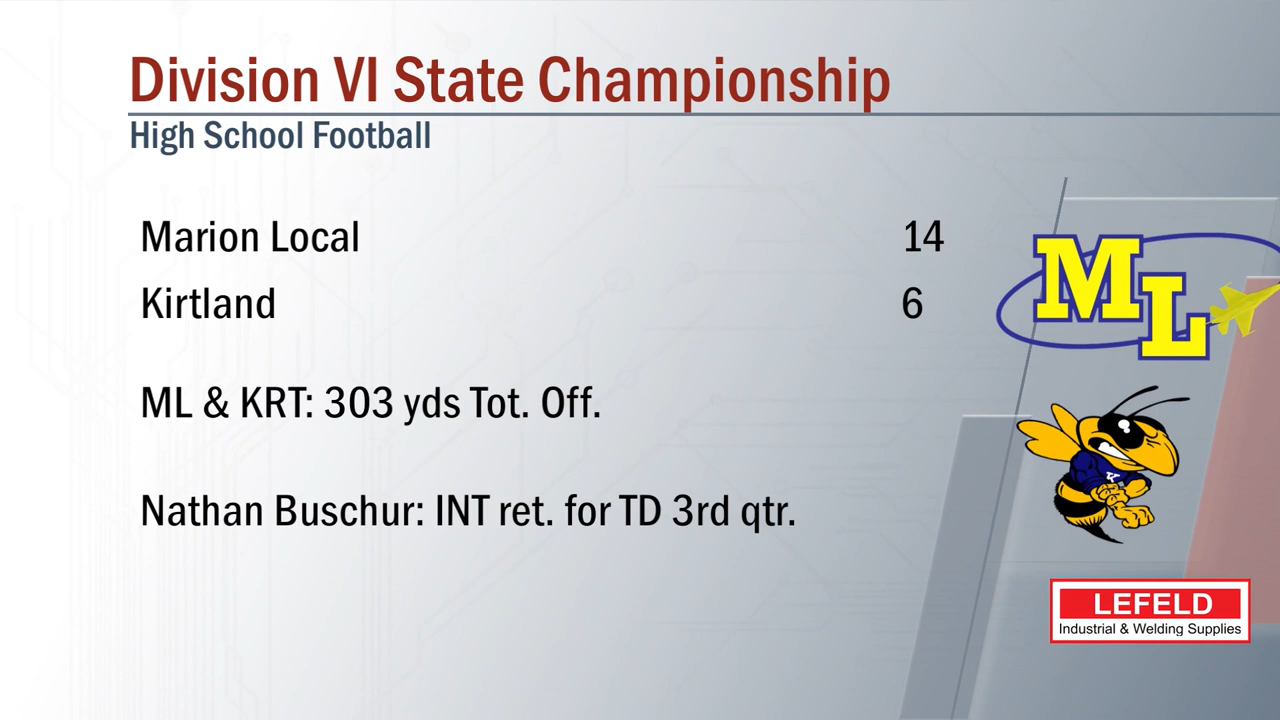 Division VI State Championship
High School Football
Marion Local 14
Kirtland 6
ML & KRT: 303 yds Tot. Off.
Nathan Buschur: INT ret. for TD 3rd qtr.
ML
K
LEFELD
Industrial & Welding Supplies